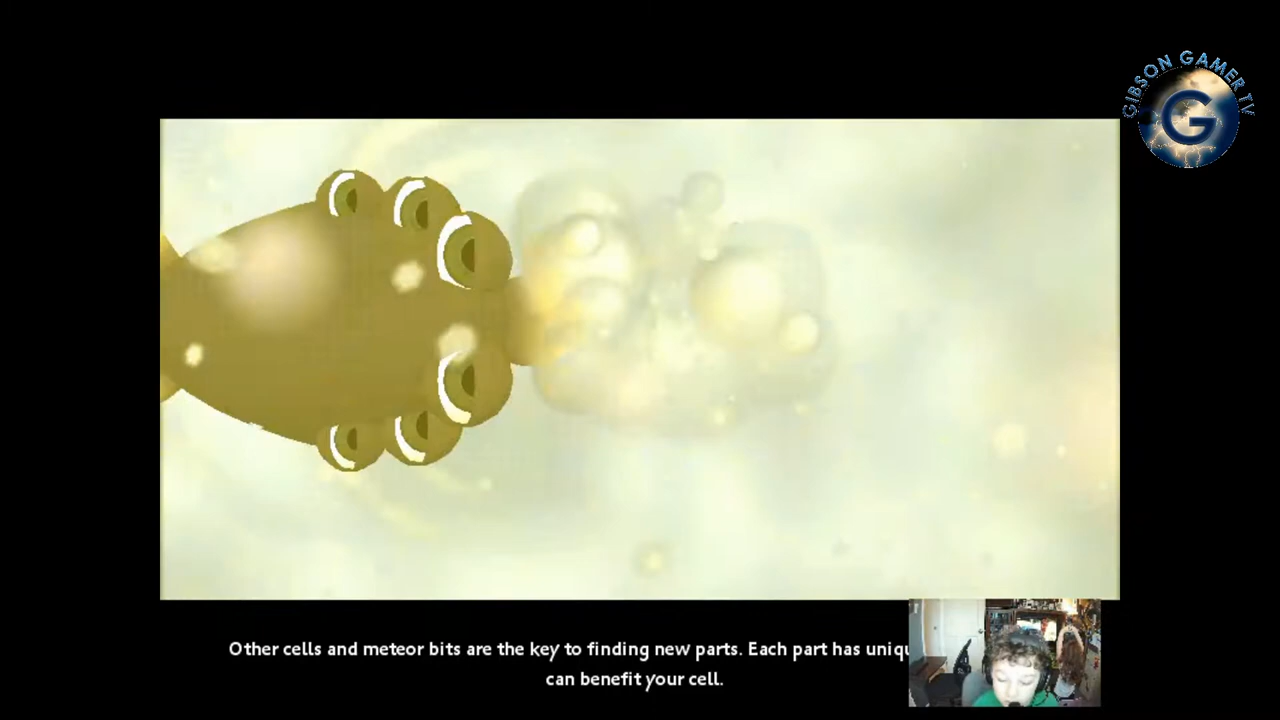 GIBSON GAMER TV
G
Other cells and meteor bits are the key to finding new parts. Each part has
can benefit your cell.